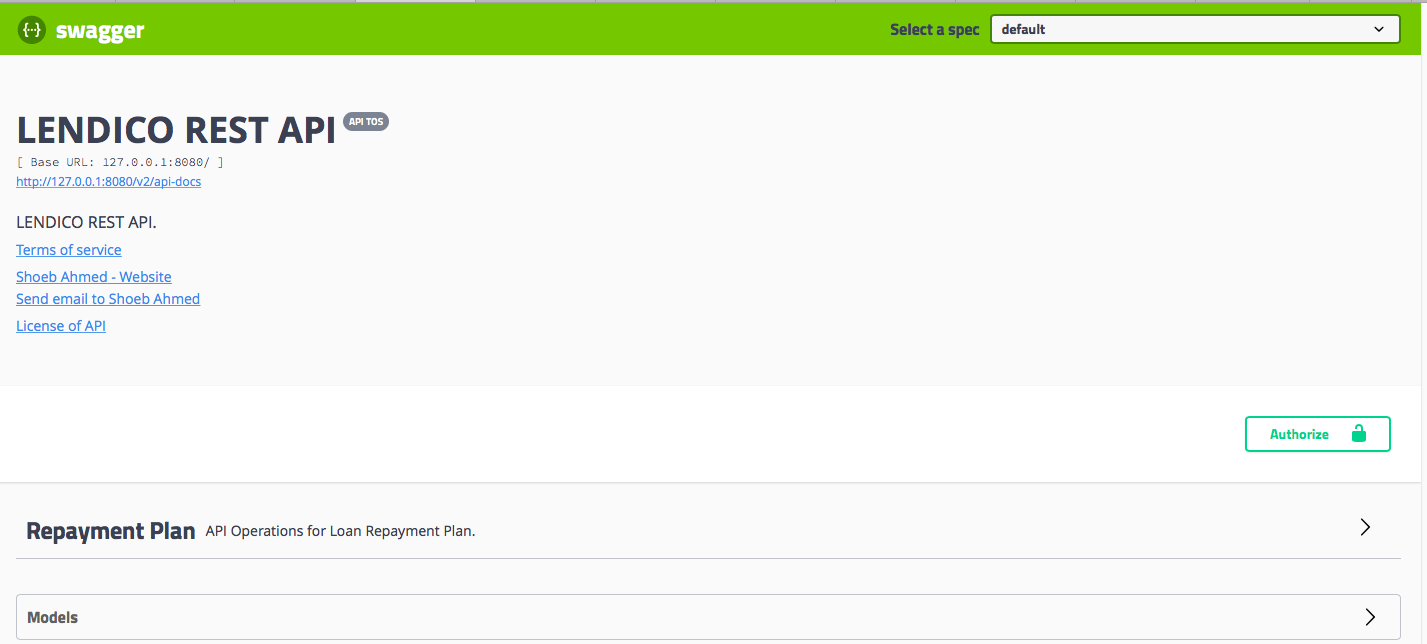 {···} swagger
Select a spec default
LENDICO REST API API TOS
[ Base URL: 127.0.0.1:8080/ ]
http://127.0.0.1:8080/v2/api-docs
LENDICO REST API.
Terms of service
Shoeb Ahmed - Website
Send email to Shoeb Ahmed
License of API
Authorize
Repayment Plan API Operations for Loan Repayment Plan.
Models